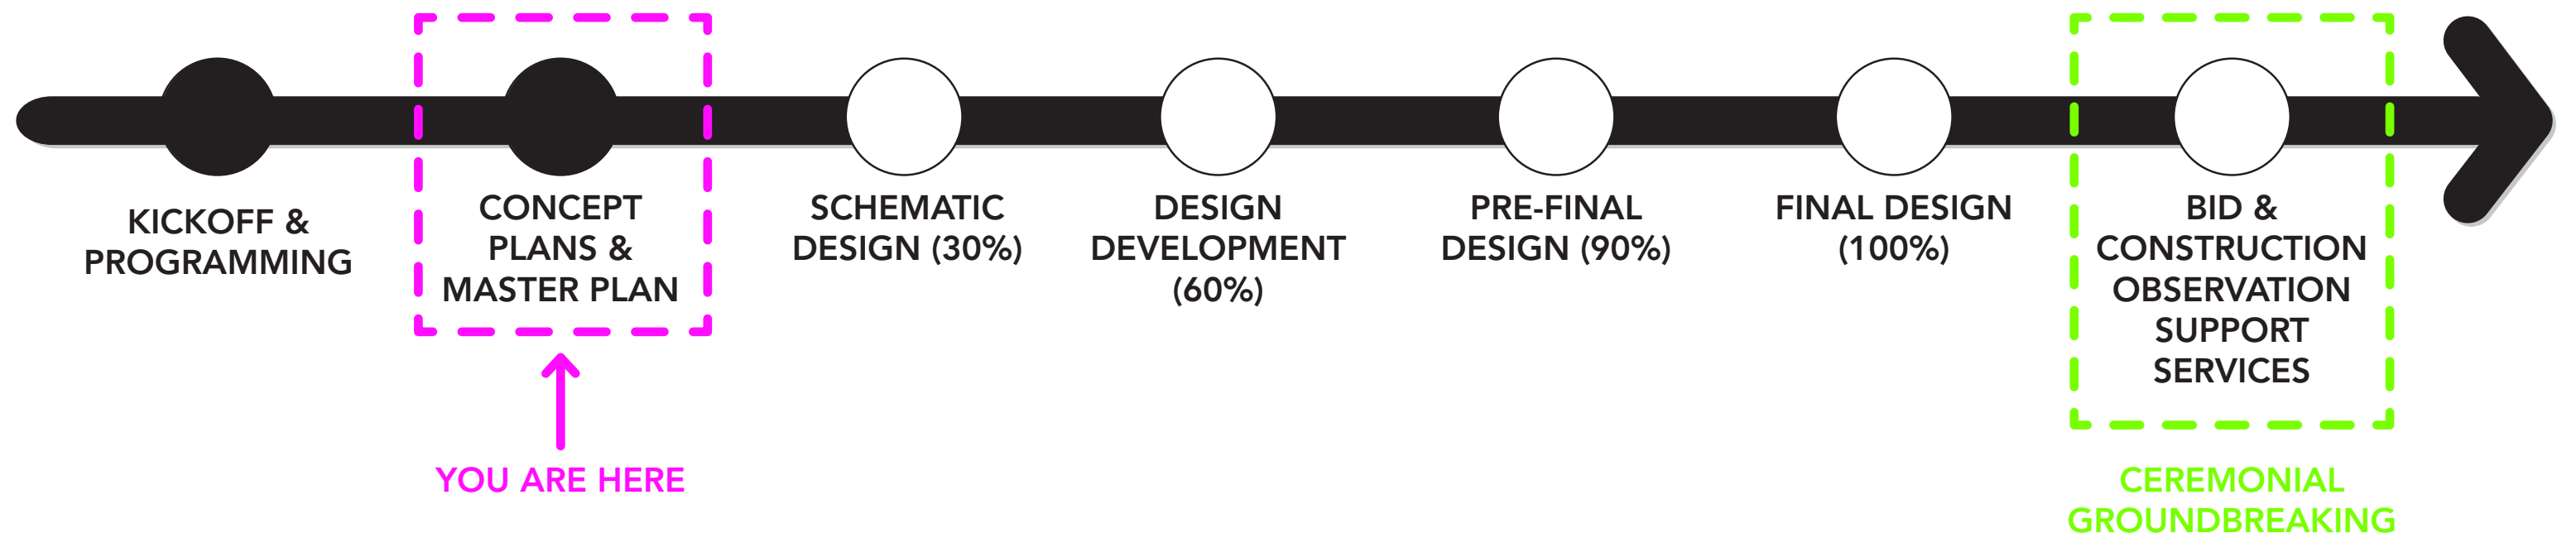 KICKOFF &
PROGRAMMING
CONCEPT
PLANS &
MASTER PLAN
SCHEMATIC
DESIGN (30%)
DESIGN
DEVELOPMENT
(60%)
PRE-FINAL
DESIGN (90%)
FINAL DESIGN
(100%)
BID &
CONSTRUCTION
OBSERVATION
SUPPORT
SERVICES
YOU ARE HERE
CEREMONIAL
GROUNDBREAKING